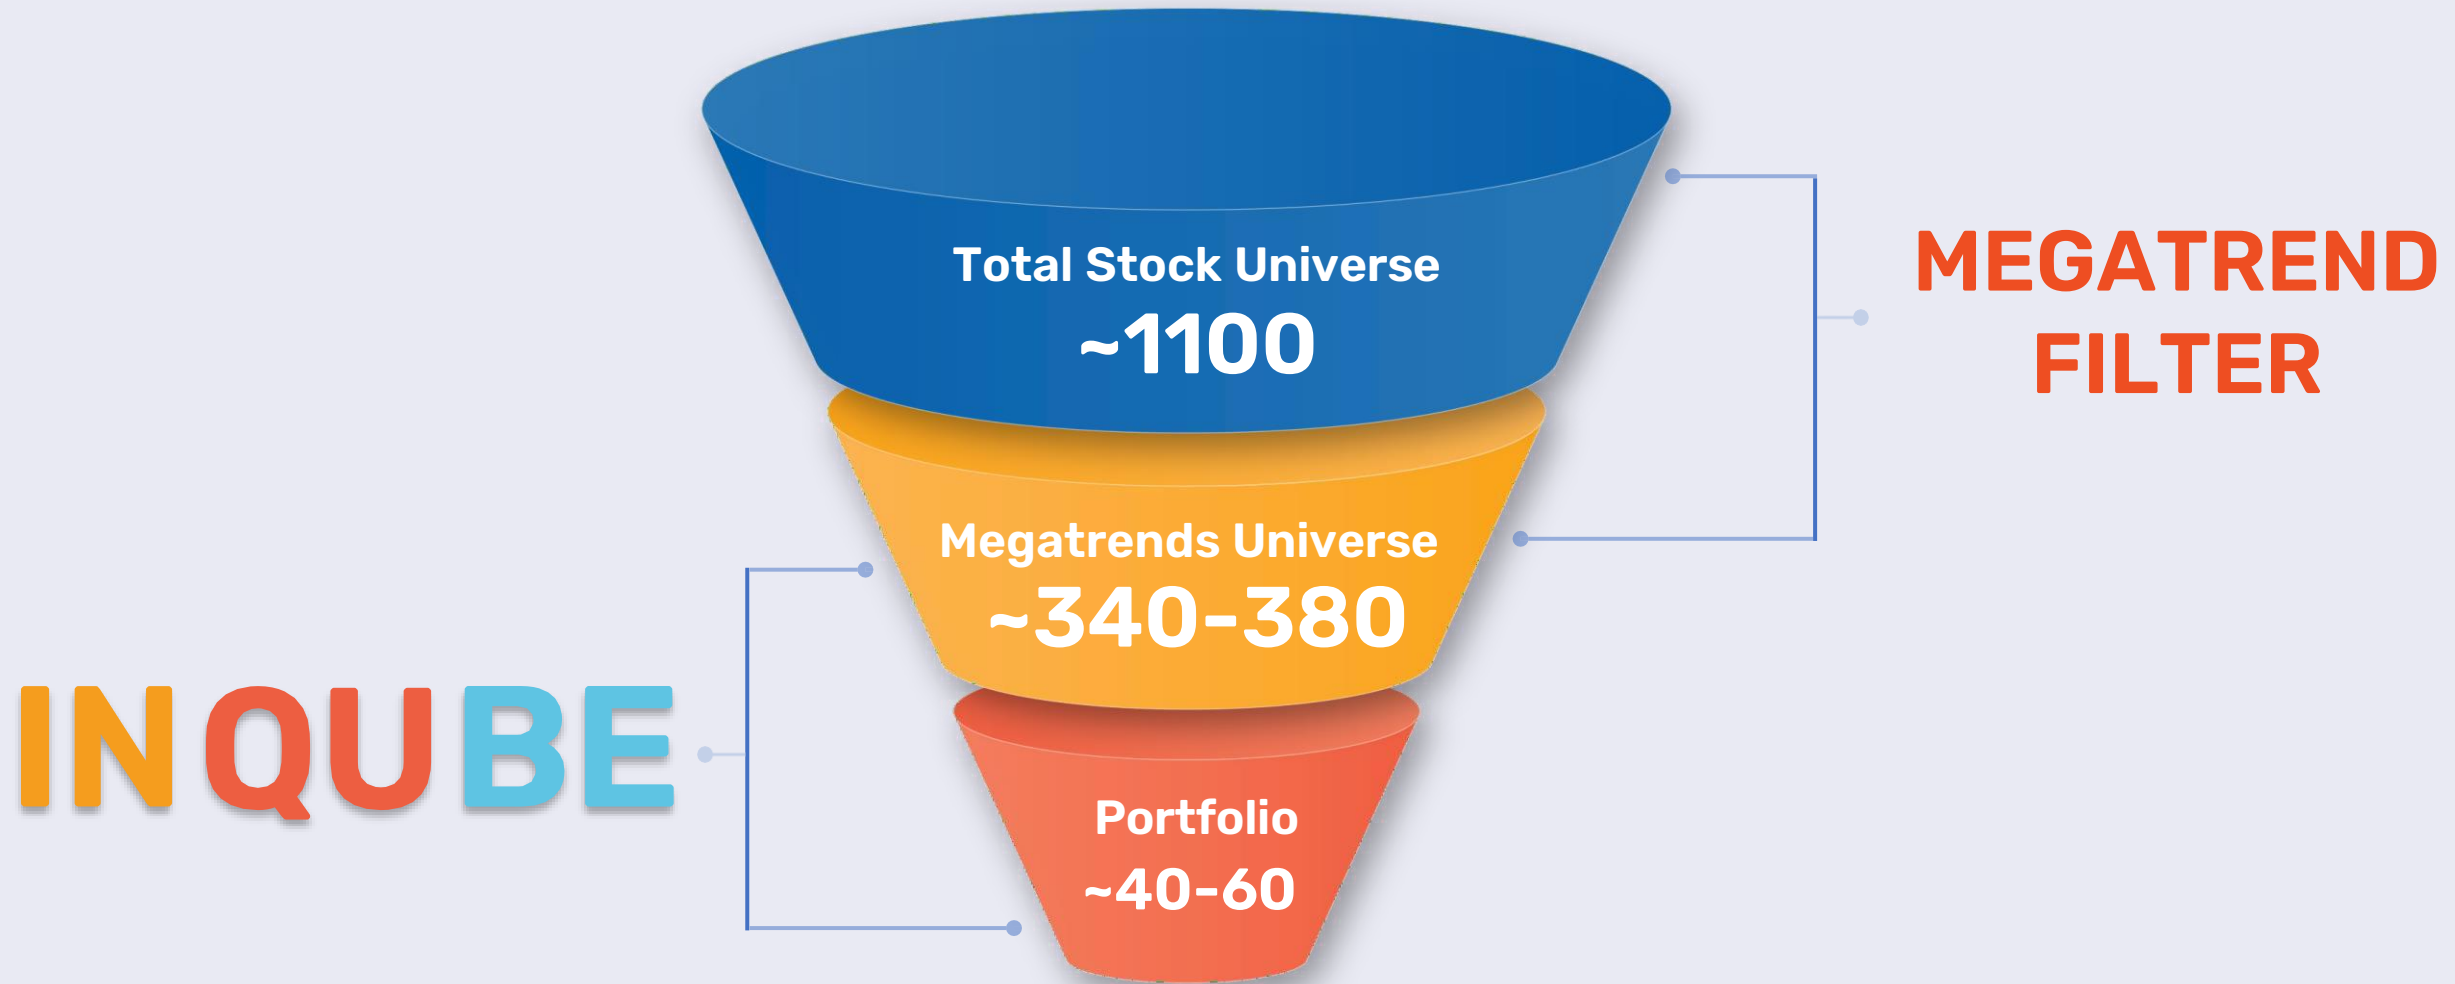 Total Stock Universe
~1100
MEGATREND
FILTER
Megatrends Universe
~340-380
INQUBE
Portfolio
~40-60